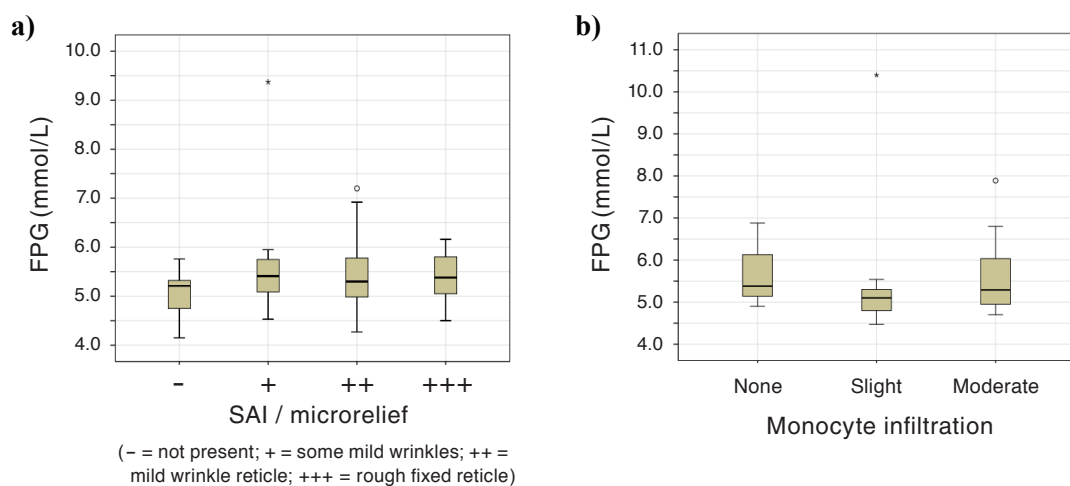 a)
10.0
9.0
8.0
7.0
6.0
5.0
4.0
FPG (mmol/L)
- + ++ +++
SAI / microrelief
(- = not present; + = some mild wrinkles; ++ =
mild wrinkle reticle; +++ = rough fixed reticle)
b)
11.0
10.0
9.0
8.0
7.0
6.0
5.0
4.0
FPG (mmol/L)
None Slight Moderate
Monocyte infiltration